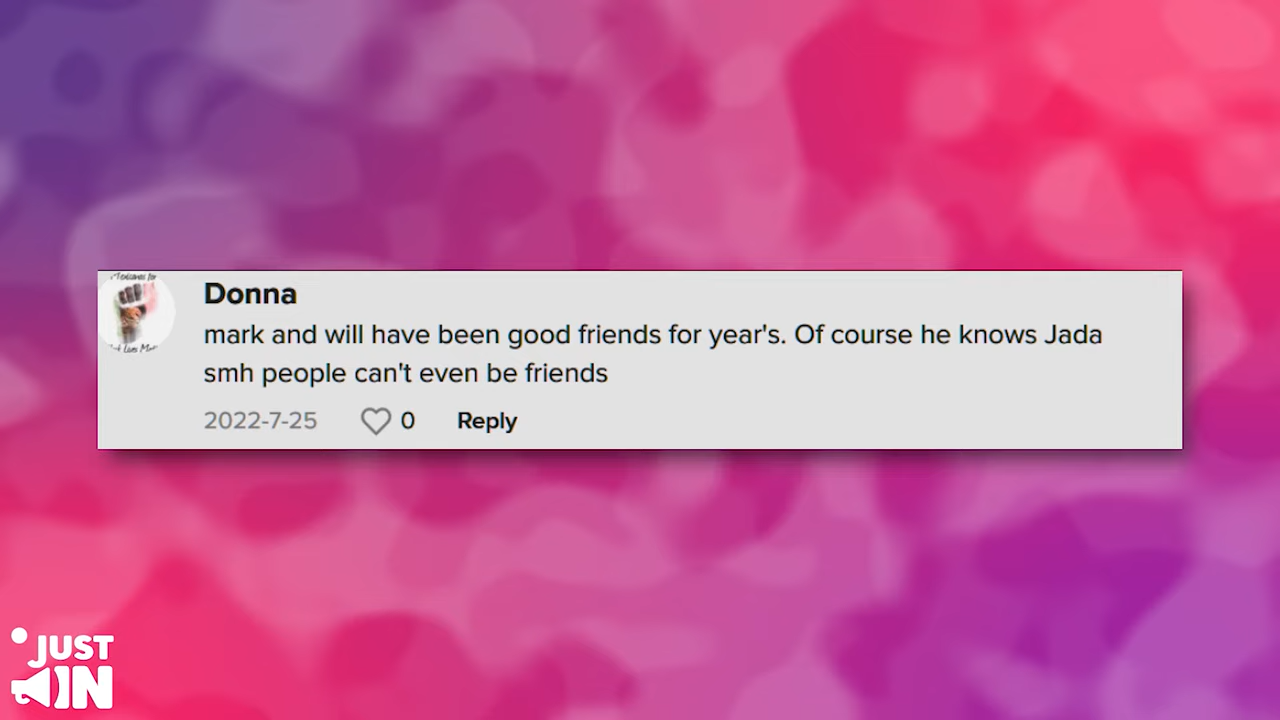 Donna
mark and will have been good friends for year's. Of course he knows Jada
smh people can't even be friends
2022-7-25 0 Reply
JUST
IN